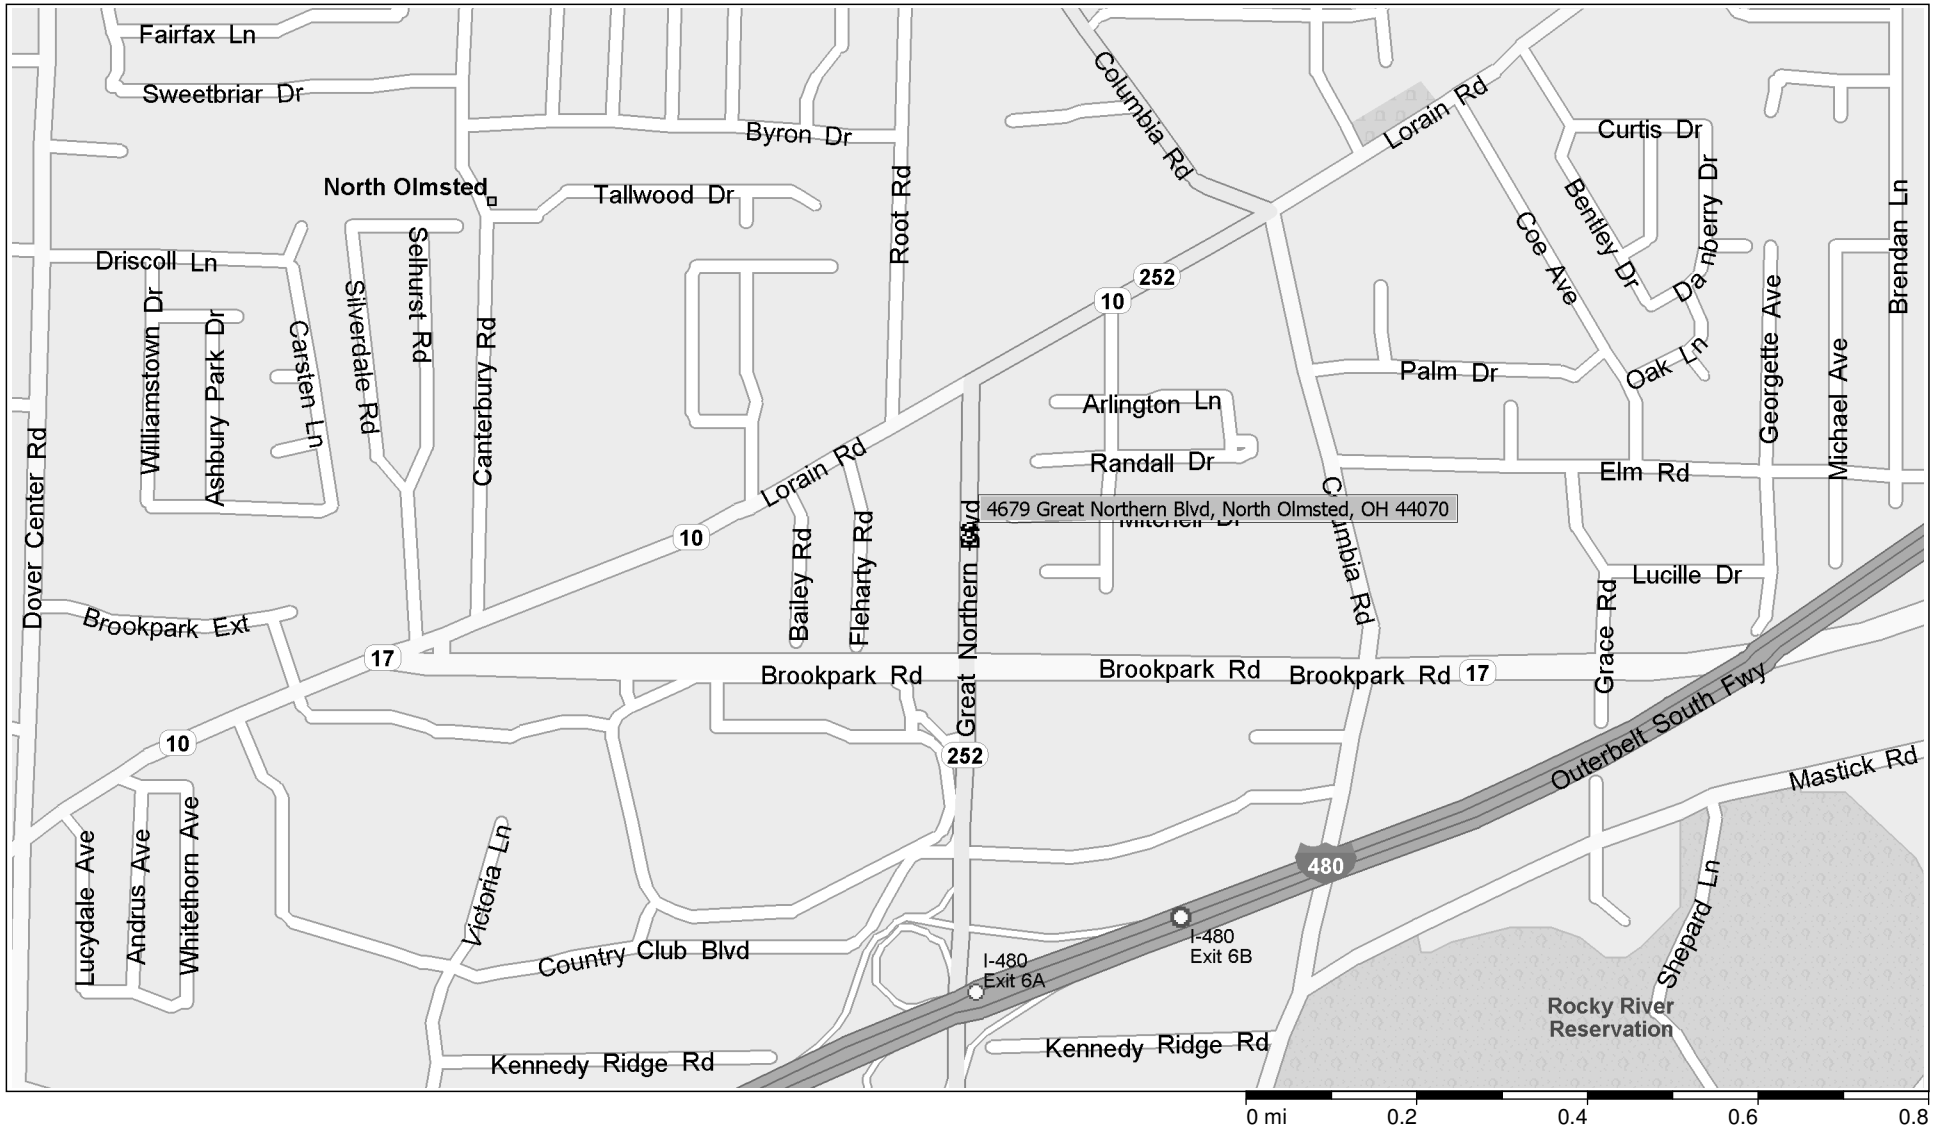 Fairfax Ln
Sweetbriar Dr
Byron Dr
Columbia Rd
Lorain Rd
Curtis Dr
North Olmsted
Tallwood Dr
Root Rd
Bentley Dr
Danberry Dr
Brendan Ln
Driscoll Ln
Selhurst Rd
Coe Ave
252
10
Williamstown Dr
Ashbury Park Dr
Carsten Ln
Silverdale Rd
Canterbury Rd
Palm Dr
Oak Ln
Georgette Ave
Michael Ave
Arlington Ln
Randall Dr
Elm Rd
Lorain Rd
Dover Center Rd
4679 Great Northern Blvd, North Olmsted, OH 44070
Mitchell Dr
10
Bailey Rd
Fleharty Rd
Great Northern Blvd
Columbia Rd
Lucille Dr
Grace Rd
Brookpark Ext
17
Brookpark Rd
Brookpark Rd
Brookpark Rd
17
Outerbelt South Fwy
10
252
Mastick Rd
Lucydale Ave
Andrus Ave
Whitethorn Ave
Victoria Ln
480
Shepard Ln
Country Club Blvd
I-480
Exit 6B
I-480
Exit 6A
Rocky River
Reservation
Kennedy Ridge Rd
Kennedy Ridge Rd
0 mi 0.2 0.4 0.6 0.8